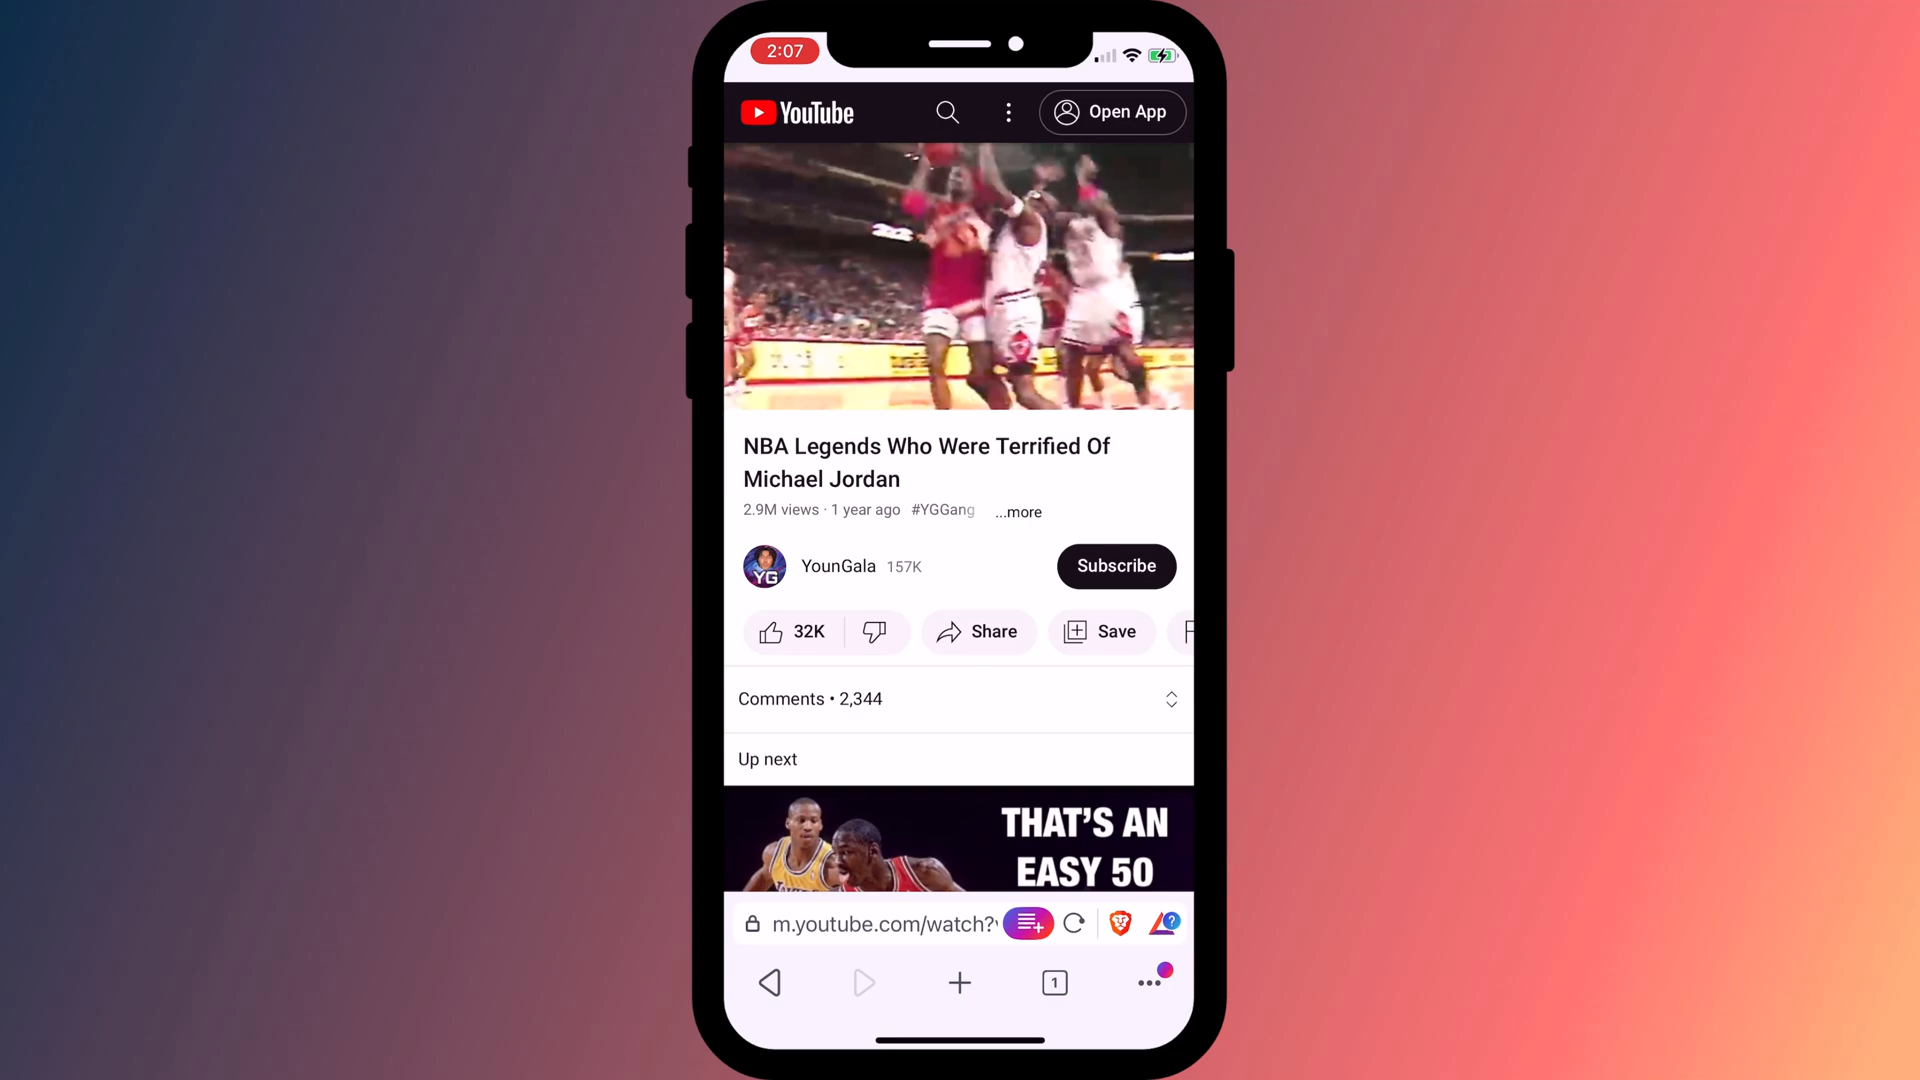 2:07
YouTube
Open App
NBA Legends Who Were Terrified Of
Michael Jordan
2.9M views · 1 year ago #YGGang ...more
YG
YounGala 157K
Subscribe
32K
Share
Save
Comments • 2,344
Up next
THAT'S AN
EASY 50
m.youtube.com/watch?
1